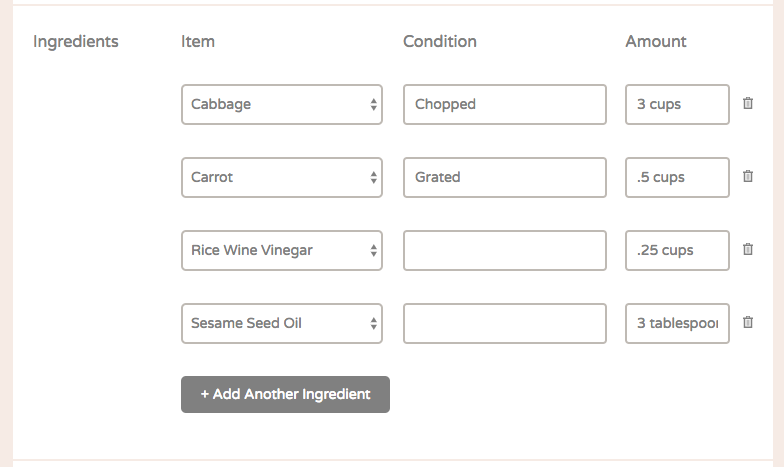 Ingredients Item Condition Amount
Cabbage Chopped 3 cups
Carrot Grated .5 cups
Rice Wine Vinegar .25 cups
Sesame Seed Oil 3 tablespoo
+ Add Another Ingredient